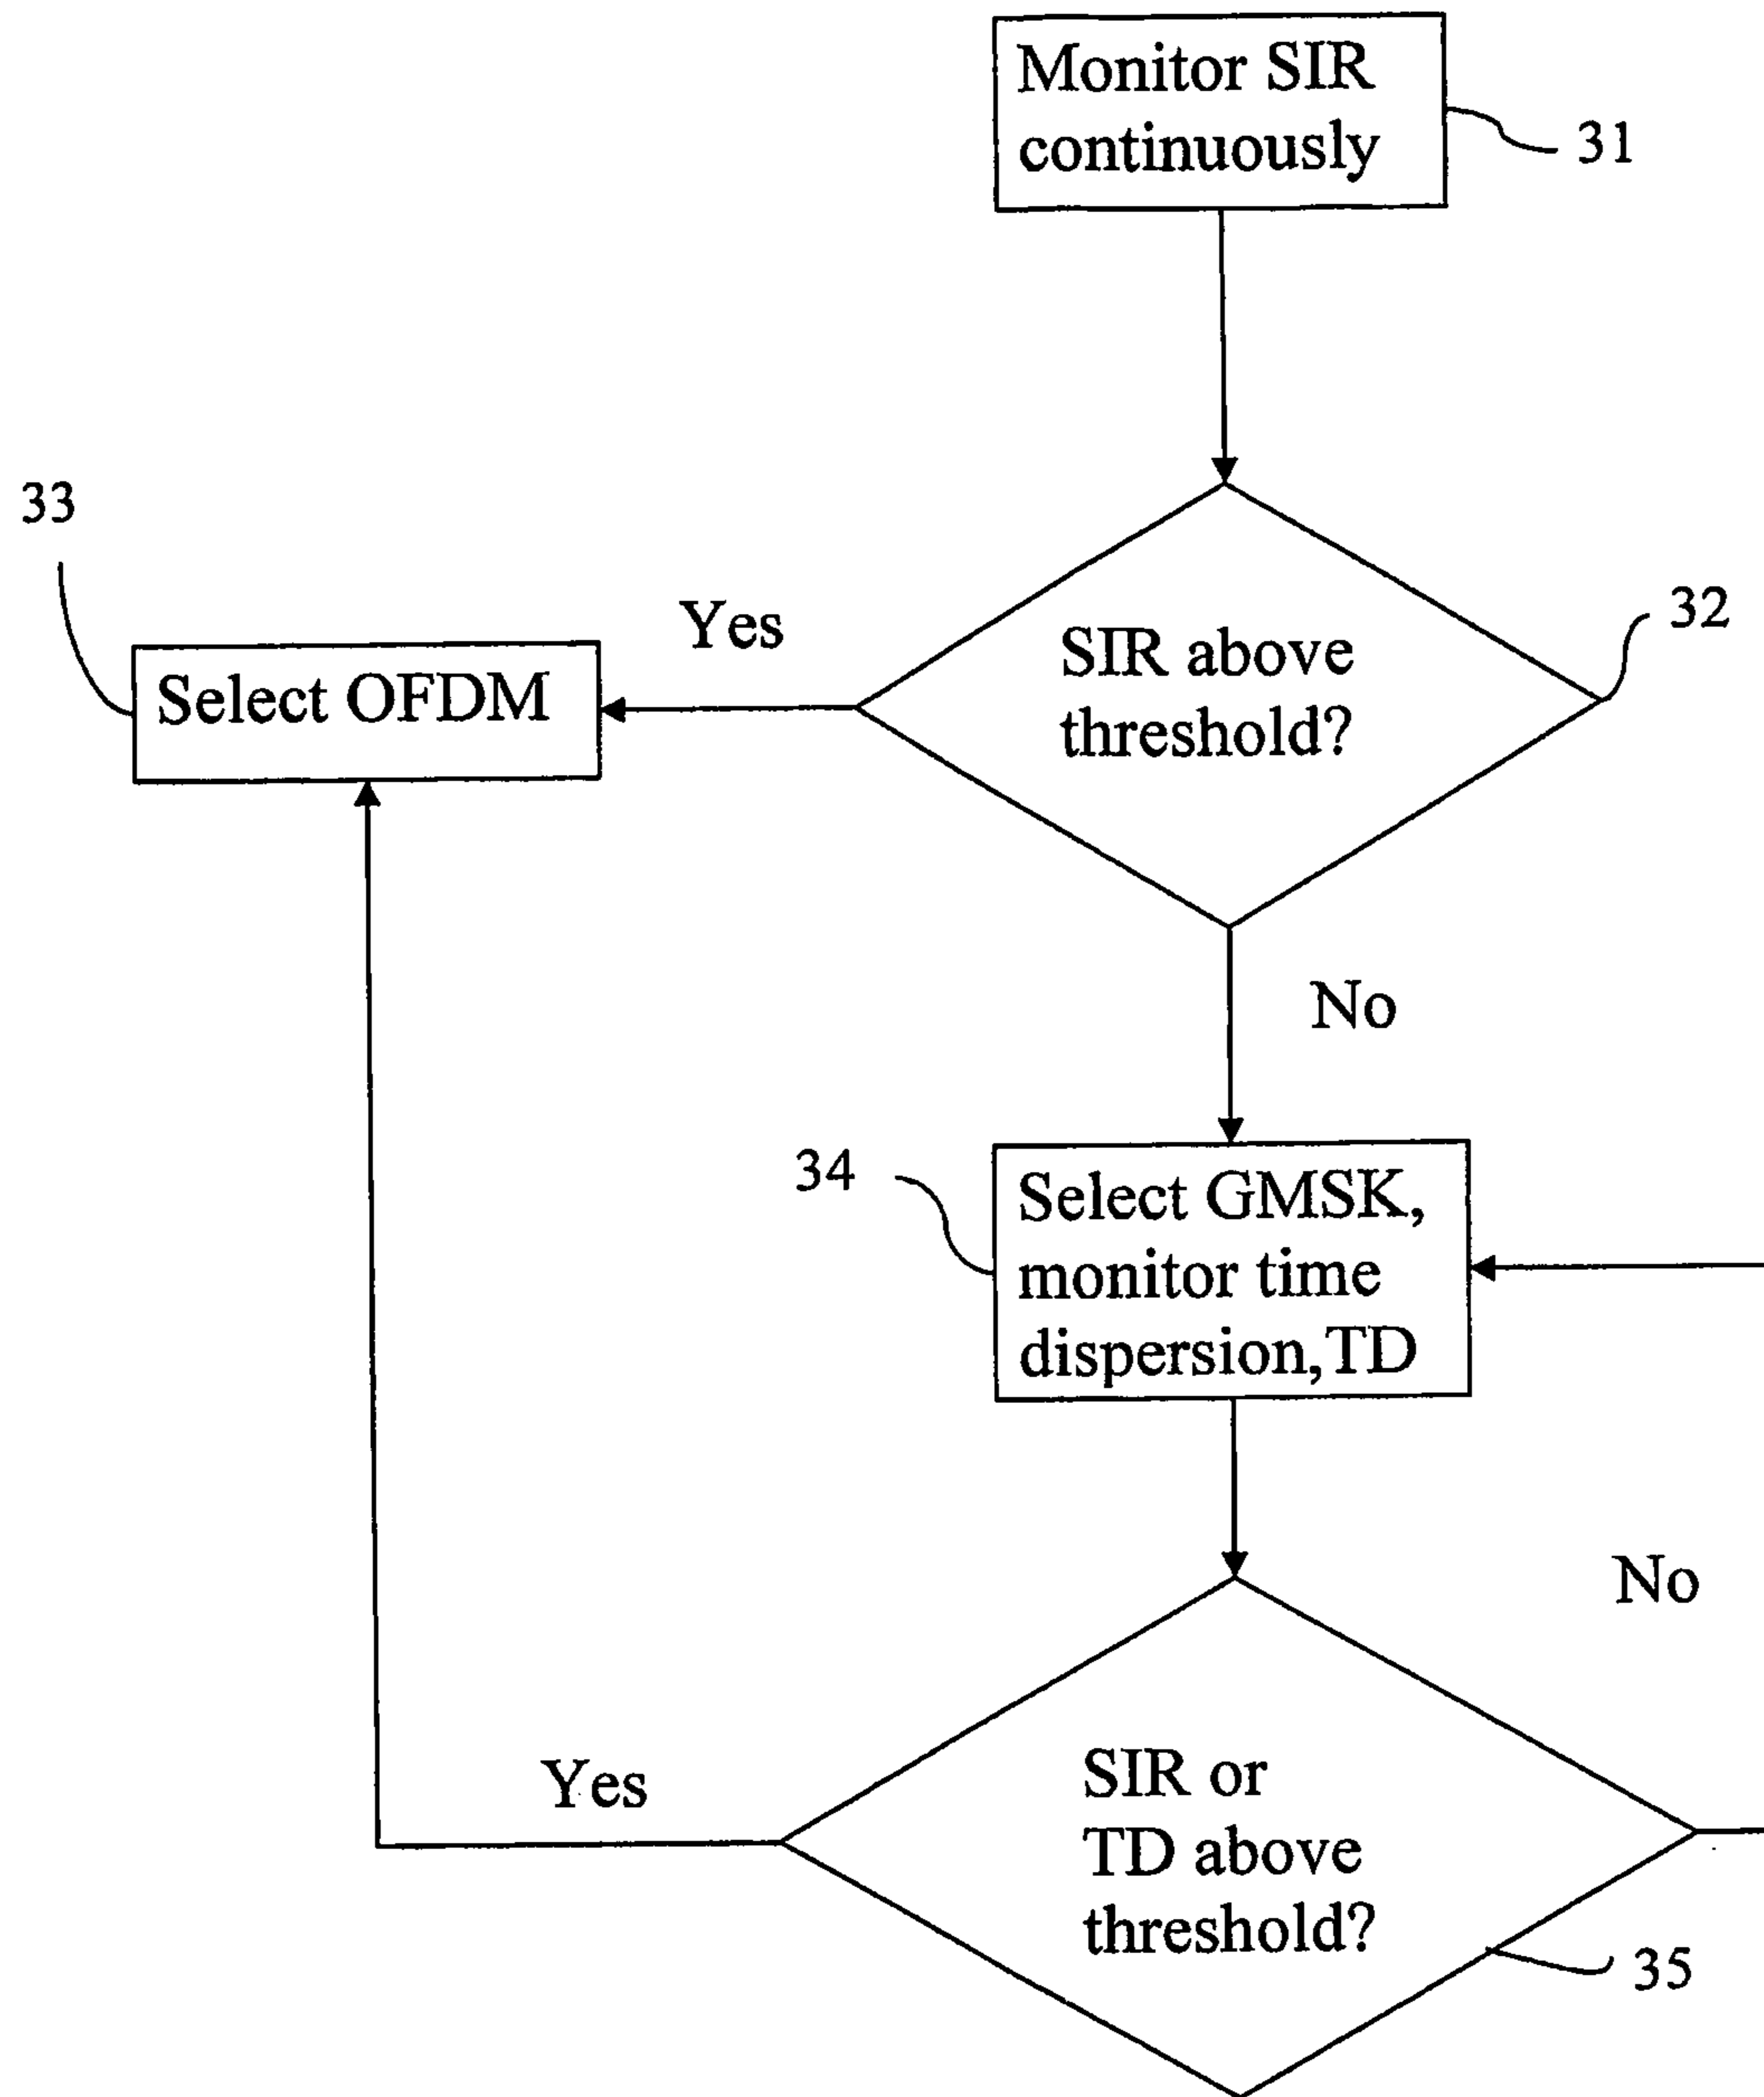 Monitor SIR
continuously
31
33
32
Yes
SIR above
threshold?
Select OFDM
No
34
Select GMSK,
monitor time
dispersion,TD
No
Yes
SIR or
TD above
threshold?
35